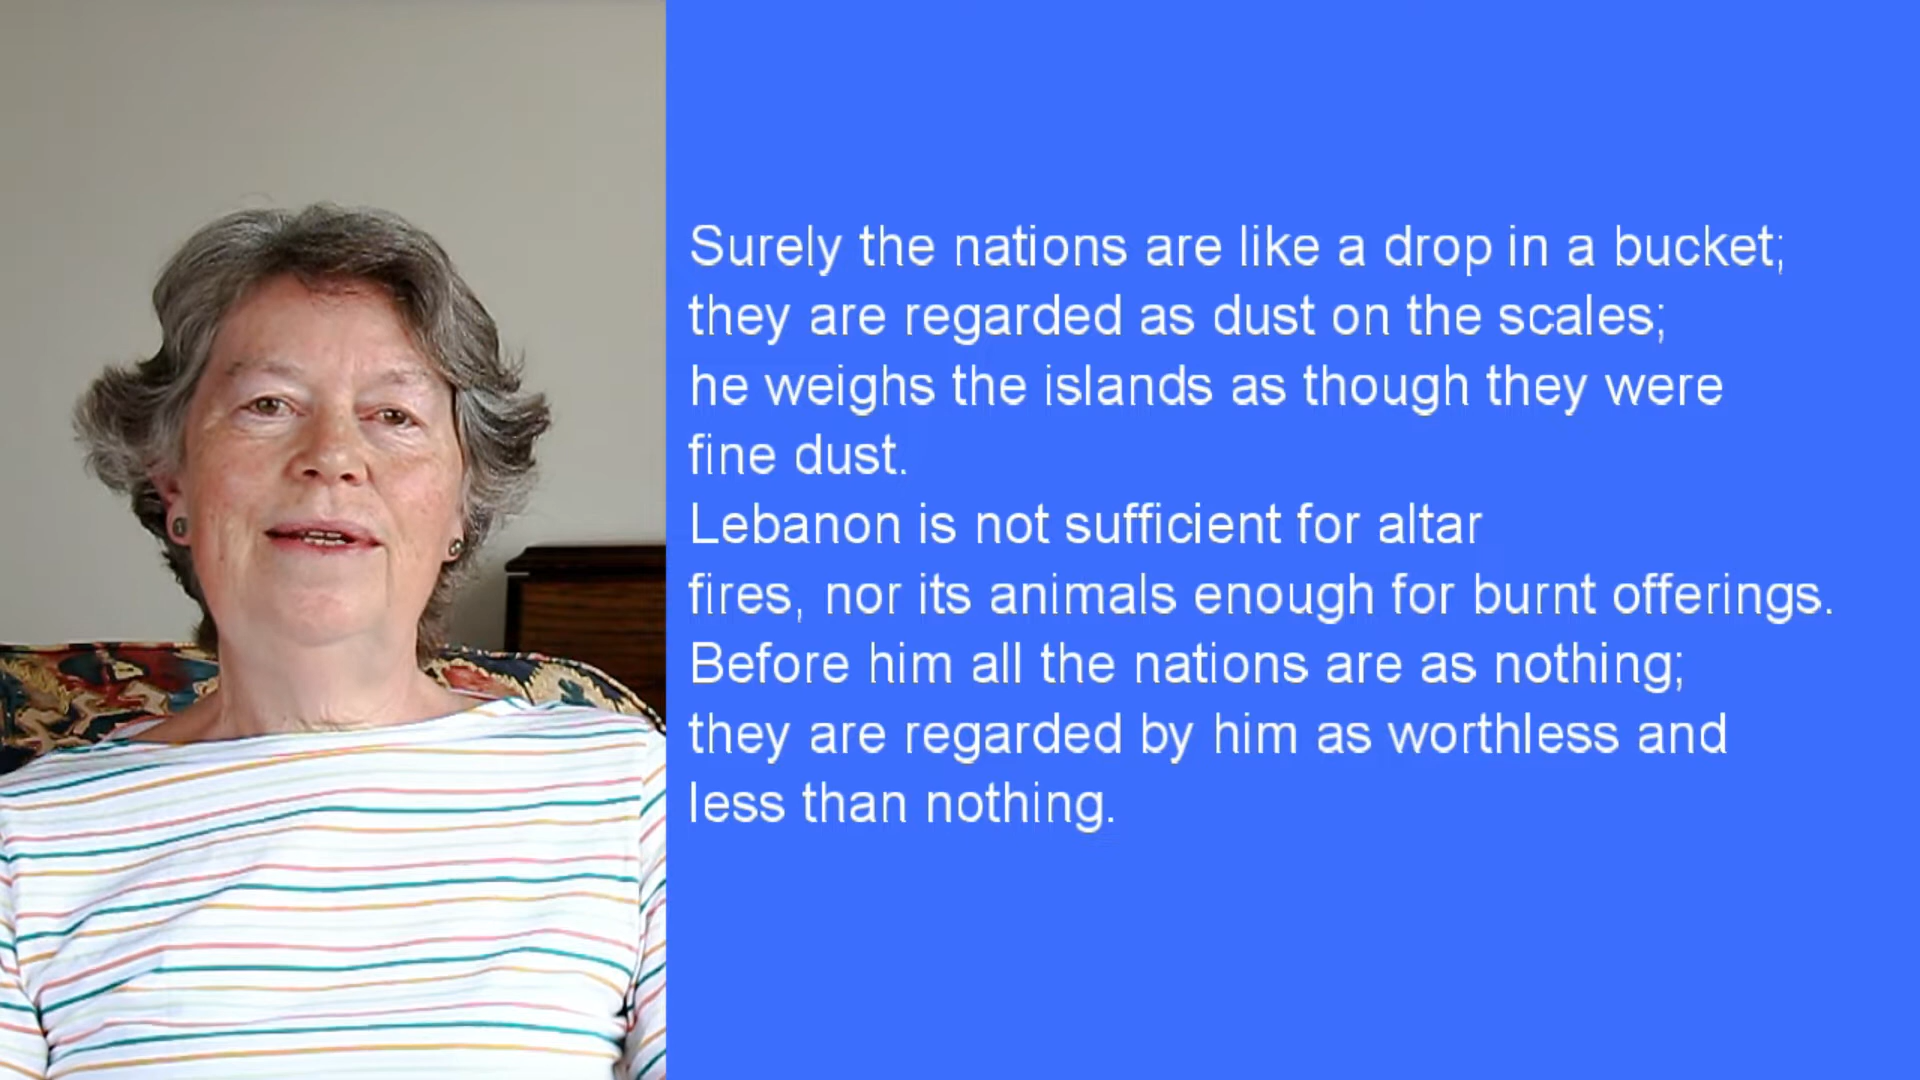 Surely the nations are like a drop in a bucket;
they are regarded as dust on the scales;
he weighs the islands as though they were
fine dust.
Lebanon is not sufficient for altar
fires, nor its animals enough for burnt offerings.
Before him all the nations are as nothing;
they are regarded by him as worthless and
less than nothing.